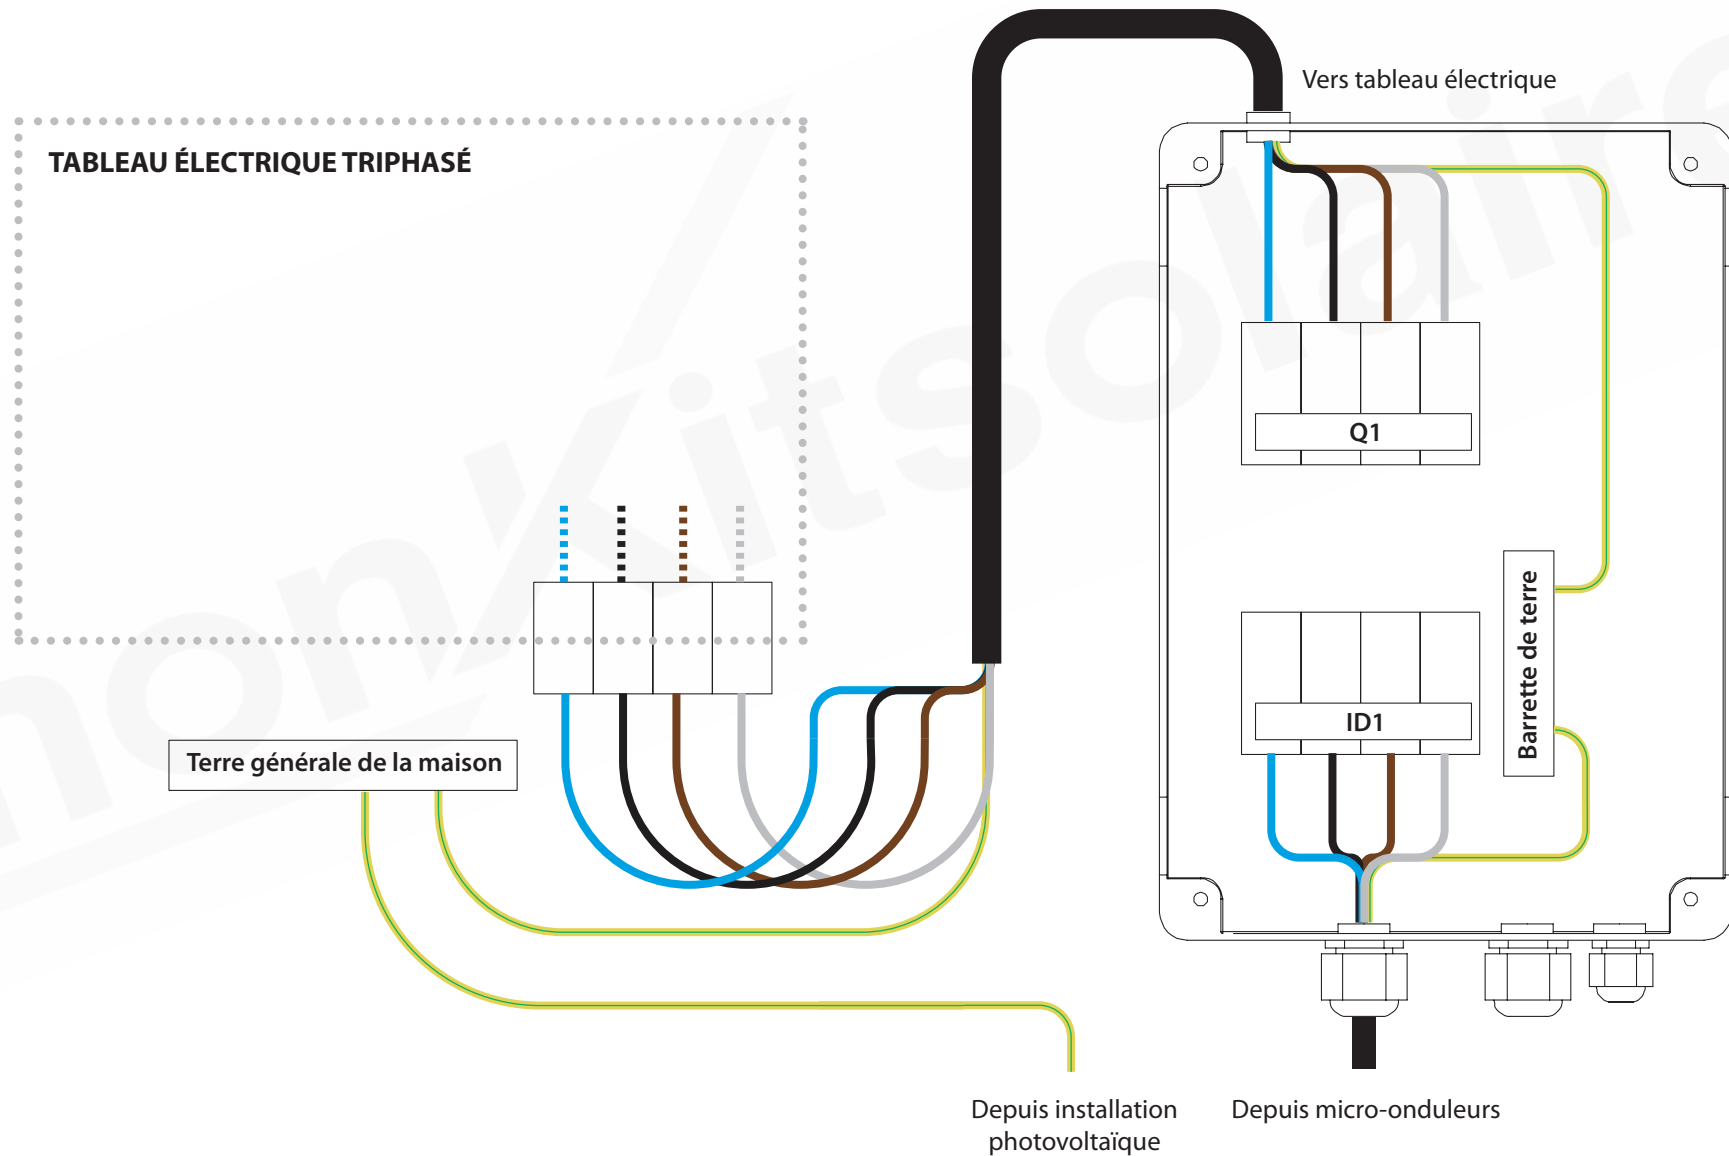 Vers tableau électrique
TABLEAU ÉLECTRIQUE TRIPHASÉ
Q1
Barrette de terre
ID1
Terre générale de la maison
Depuis installation
photovoltaïque
Depuis micro-onduleurs
monKitsolaire